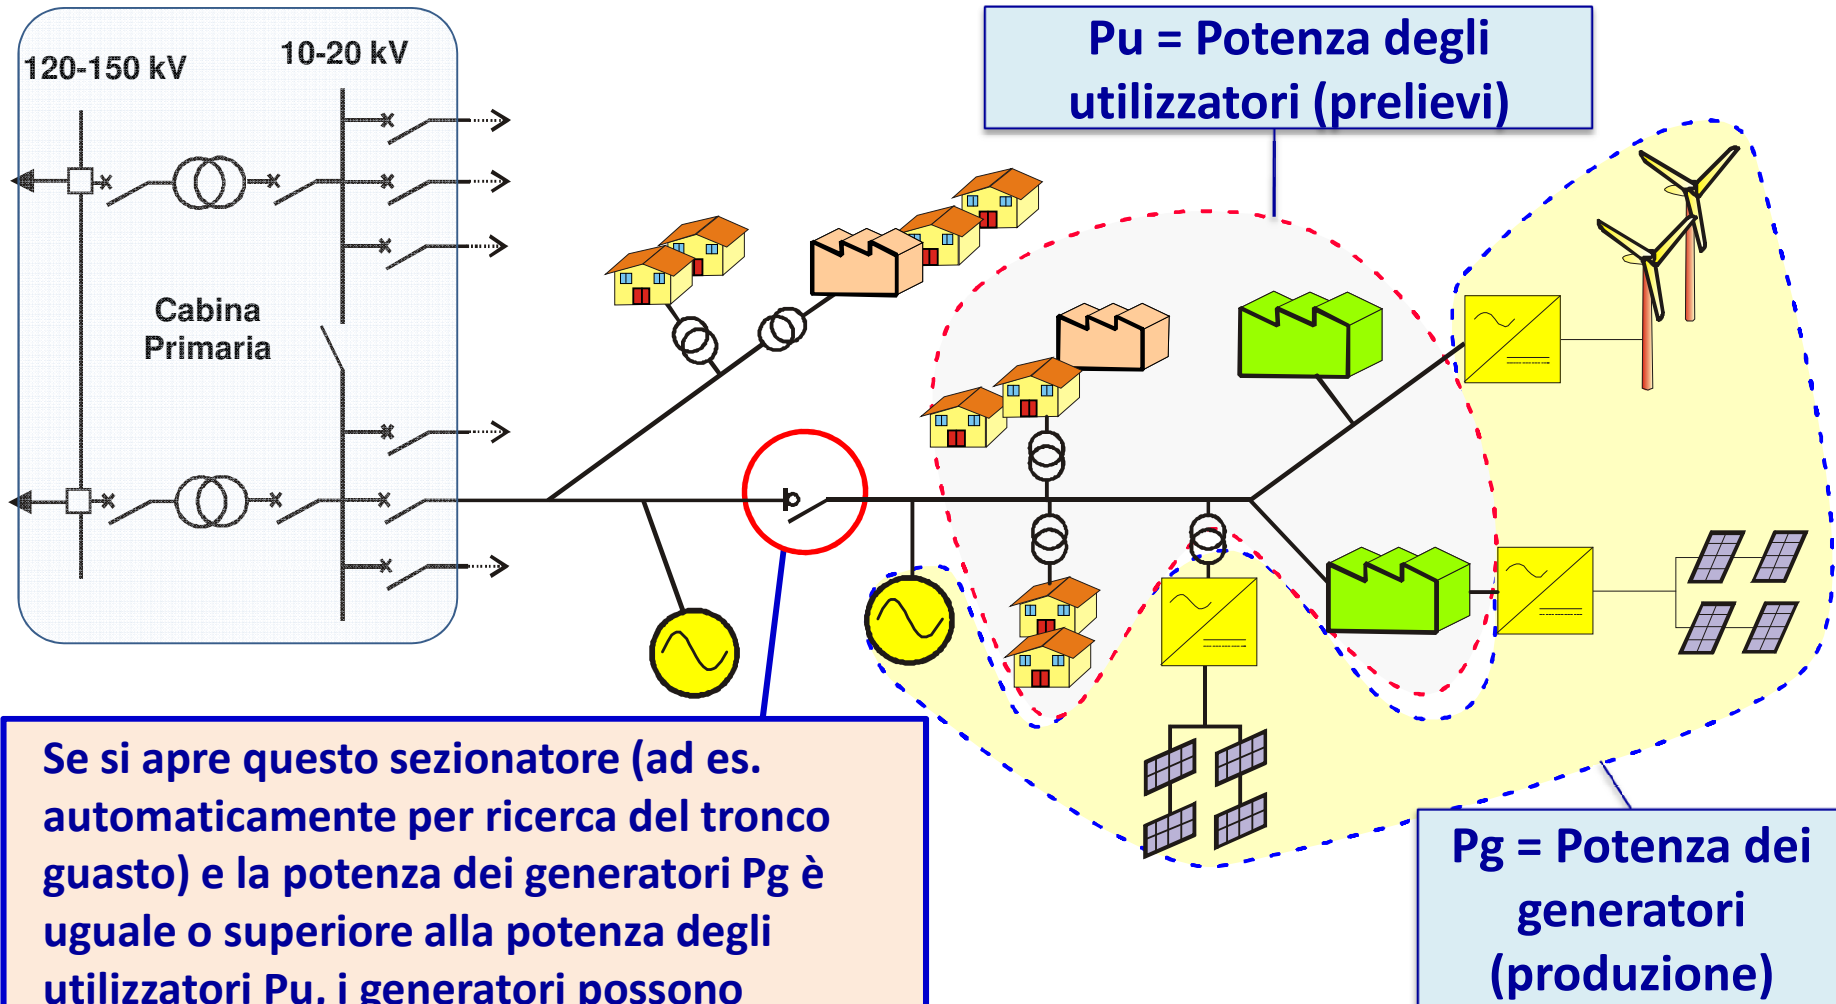 120-150 kV
10-20 kV
Cabina
Primaria
Pu = Potenza degli
utilizzatori (prelievi)
Se si apre questo sezionatore (ad es.
automaticamente per ricerca del tronco
guasto) e la potenza dei generatori Pg è
uguale o superiore alla potenza degli
utilizzatori Pu, i generatori possono
Pg = Potenza dei
generatori
(produzione)